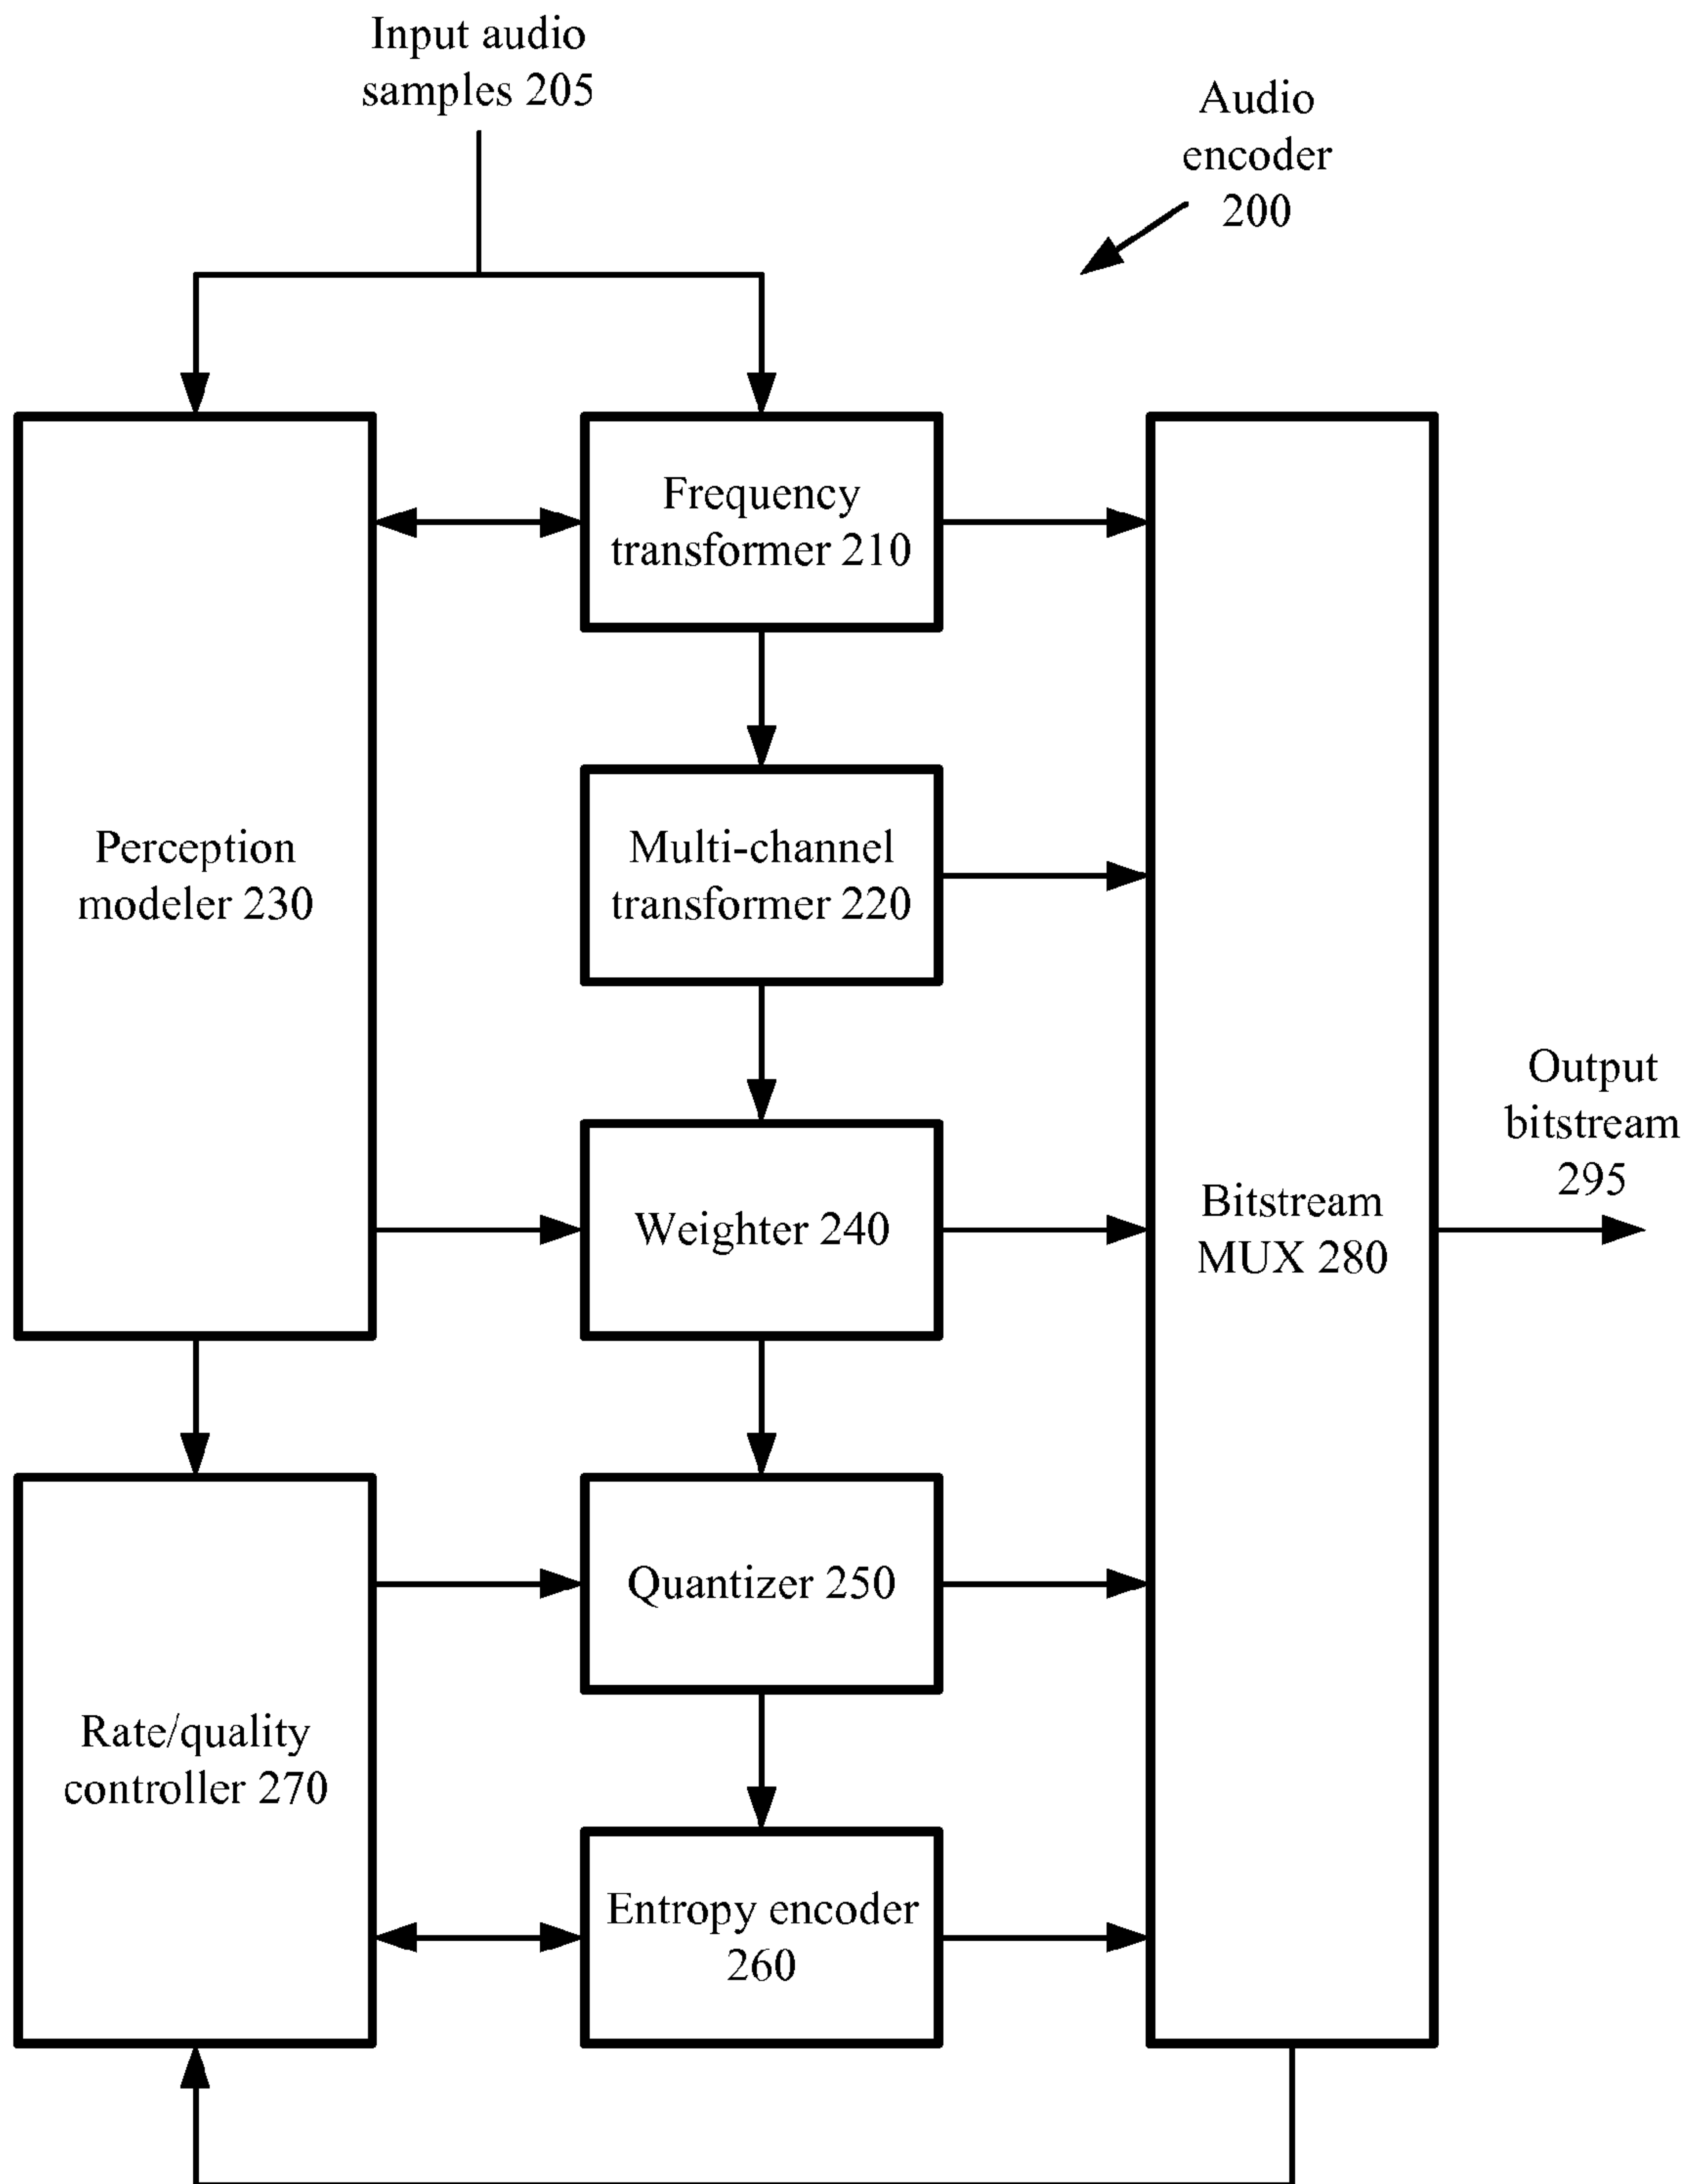 Input audio
samples 205
Audio
encoder
200
Frequency
transformer 210
Perception
modeler 230
Multi-channel
transformer 220
Weighter 240
Bitstream
MUX 280
Output
bitstream
295
Quantizer 250
Rate/quality
controller 270
Entropy encoder
260